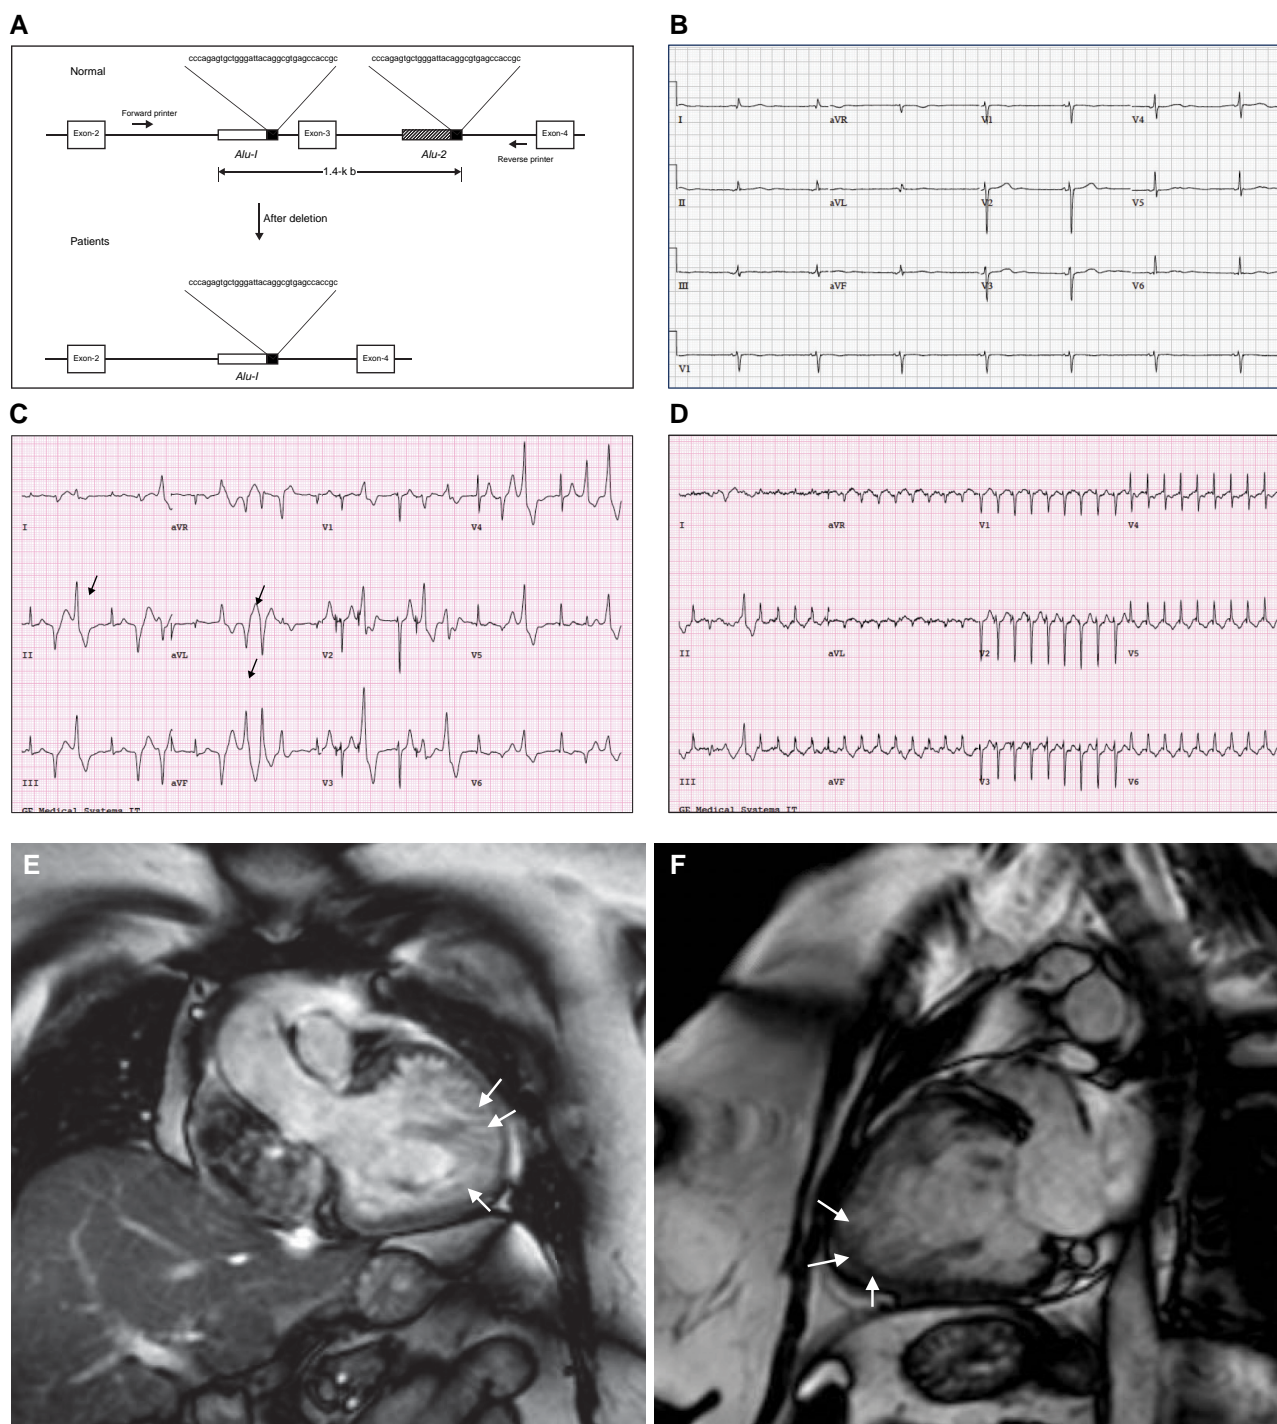 A
cccagagtgctgggattacaggcgtgagccaccgc cccagagtgctgggattacaggcgtgagccaccgc
Normal
Forward printer
Exon-2 Exon-3 Exon-4
Alu-I Alu-2
Reverse printer
1.4-k b
After deletion
Patients
cccagagtgctgggattacaggcgtgagccaccgc
Exon-2 Exon-4
Alu-I
B
I aVR V1 V4
II aVL V2 V5
III aVF V3 V6
V1
C
I aVR V1 V4
II aVL V2 V5
III aVF V3 V6
GE Medical Systems IT
D
I aVR V1 V4
II aVL V2 V5
III aVF V3 V6
GE Medical Systems IT
E
F